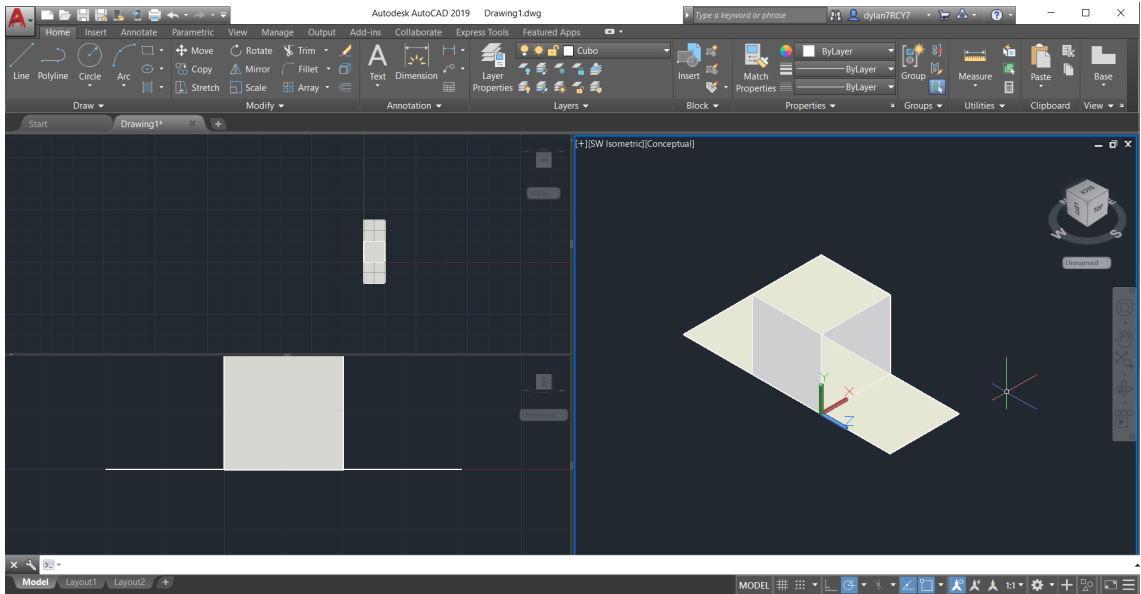 Autodesk AutoCAD 2019 Drawing1.dwg
Type a keyword or phrase
dylan7RCY7
A
Home Insert Annotate Parametric View Manage Output Add-ins Collaborate Express Tools Featured Apps
Move Rotate Trim
Copy Mirror Fillet
Stretch Scale Array
Line Polyline Circle Arc
Text Dimension
Layer
Properties
Cubo
Insert
Match
Properties
ByLayer
ByLayer
ByLayer
Group
Measure
Paste
Base
Draw Modify Annotation Layers Block Properties Groups Utilities Clipboard View
Start Drawing1* +
[+][SW Isometric][Conceptual]
W S
Unnamed
Y
X
Z
Model Layout1 Layout2 +
MODEL 1:1